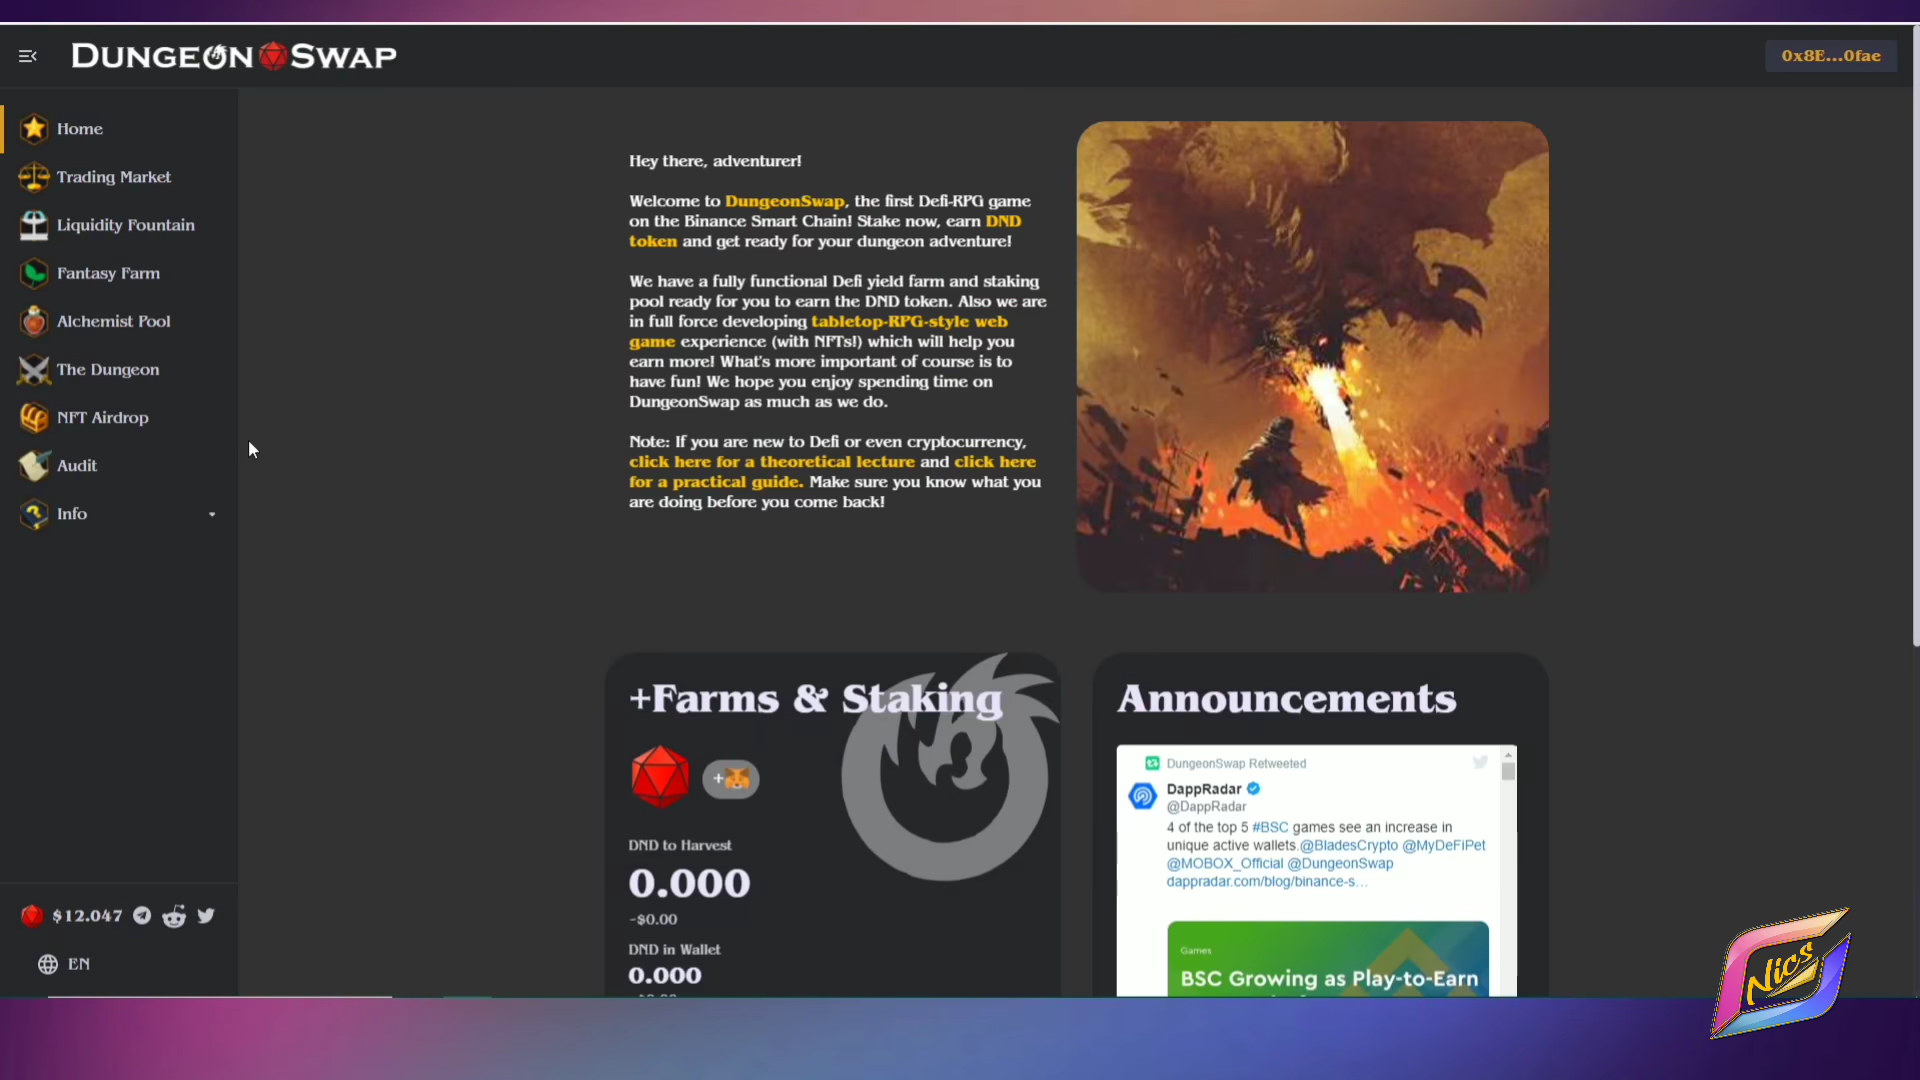 DUNGEON SWAP
0x8E...0fae
Home
Trading Market
Liquidity Fountain
Fantasy Farm
Alchemist Pool
The Dungeon
NFT Airdrop
Audit
Info
$12.047
EN
Hey there, adventurer!
Welcome to DungeonSwap, the first Defi-RPG game
on the Binance Smart Chain! Stake now, earn DND
token and get ready for your dungeon adventure!
We have a fully functional Defi yield farm and staking
pool ready for you to earn the DND token. Also we are
in full force developing tabletop-RPG-style web
game experience (with NFTs!) which will help you
earn more! What's more important of course is to
have fun! We hope you enjoy spending time on
DungeonSwap as much as we do.
Note: If you are new to Defi or even cryptocurrency,
click here for a theoretical lecture and click here
for a practical guide. Make sure you know what you
are doing before you come back!
+Farms & Staking
+
DND to Harvest
0.000
~$0.00
DND in Wallet
0.000
Announcements
DungeonSwap Retweeted
DappRadar
@DappRadar
4 of the top 5 #BSC games see an increase in
unique active wallets.@BladesCrypto @MyDeFiPet
@MOBOX_Official @DungeonSwap
dappradar.com/blog/binance-s...
Games
BSC Growing as Play-to-Earn
Nics